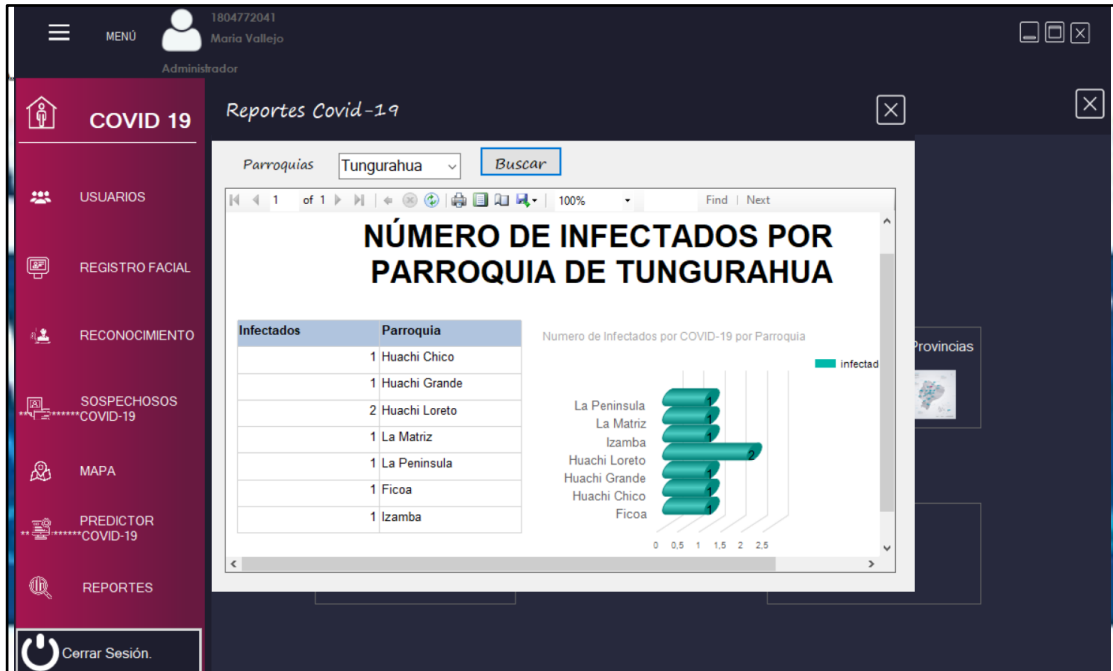 1804772041
MENÚ
Maria Vallejo
Administrador
COVID 19
USUARIOS
REGISTRO FACIAL
RECONOCIMIENTO
SOSPECHOSOS
**********COVID-19
MAPA
PREDICTOR
********COVID-19
REPORTES
Cerrar Sesión.
Reportes Covid-19
Parroquias Tungurahua Buscar
1 of 1 100% Find | Next
NÚMERO DE INFECTADOS POR
PARROQUIA DE TUNGURAHUA
Infectados Parroquia
1 Huachi Chico
1 Huachi Grande
2 Huachi Loreto
1 La Matriz
1 La Peninsula
1 Ficoa
1 Izamba
Numero de Infectados por COVID-19 por Parroquia
infectad
La Peninsula 1
La Matriz 1
Izamba 1
Huachi Loreto 2
Huachi Grande 1
Huachi Chico 1
Ficoa 1
0 0,5 1 1,5 2 2,5
Provincias